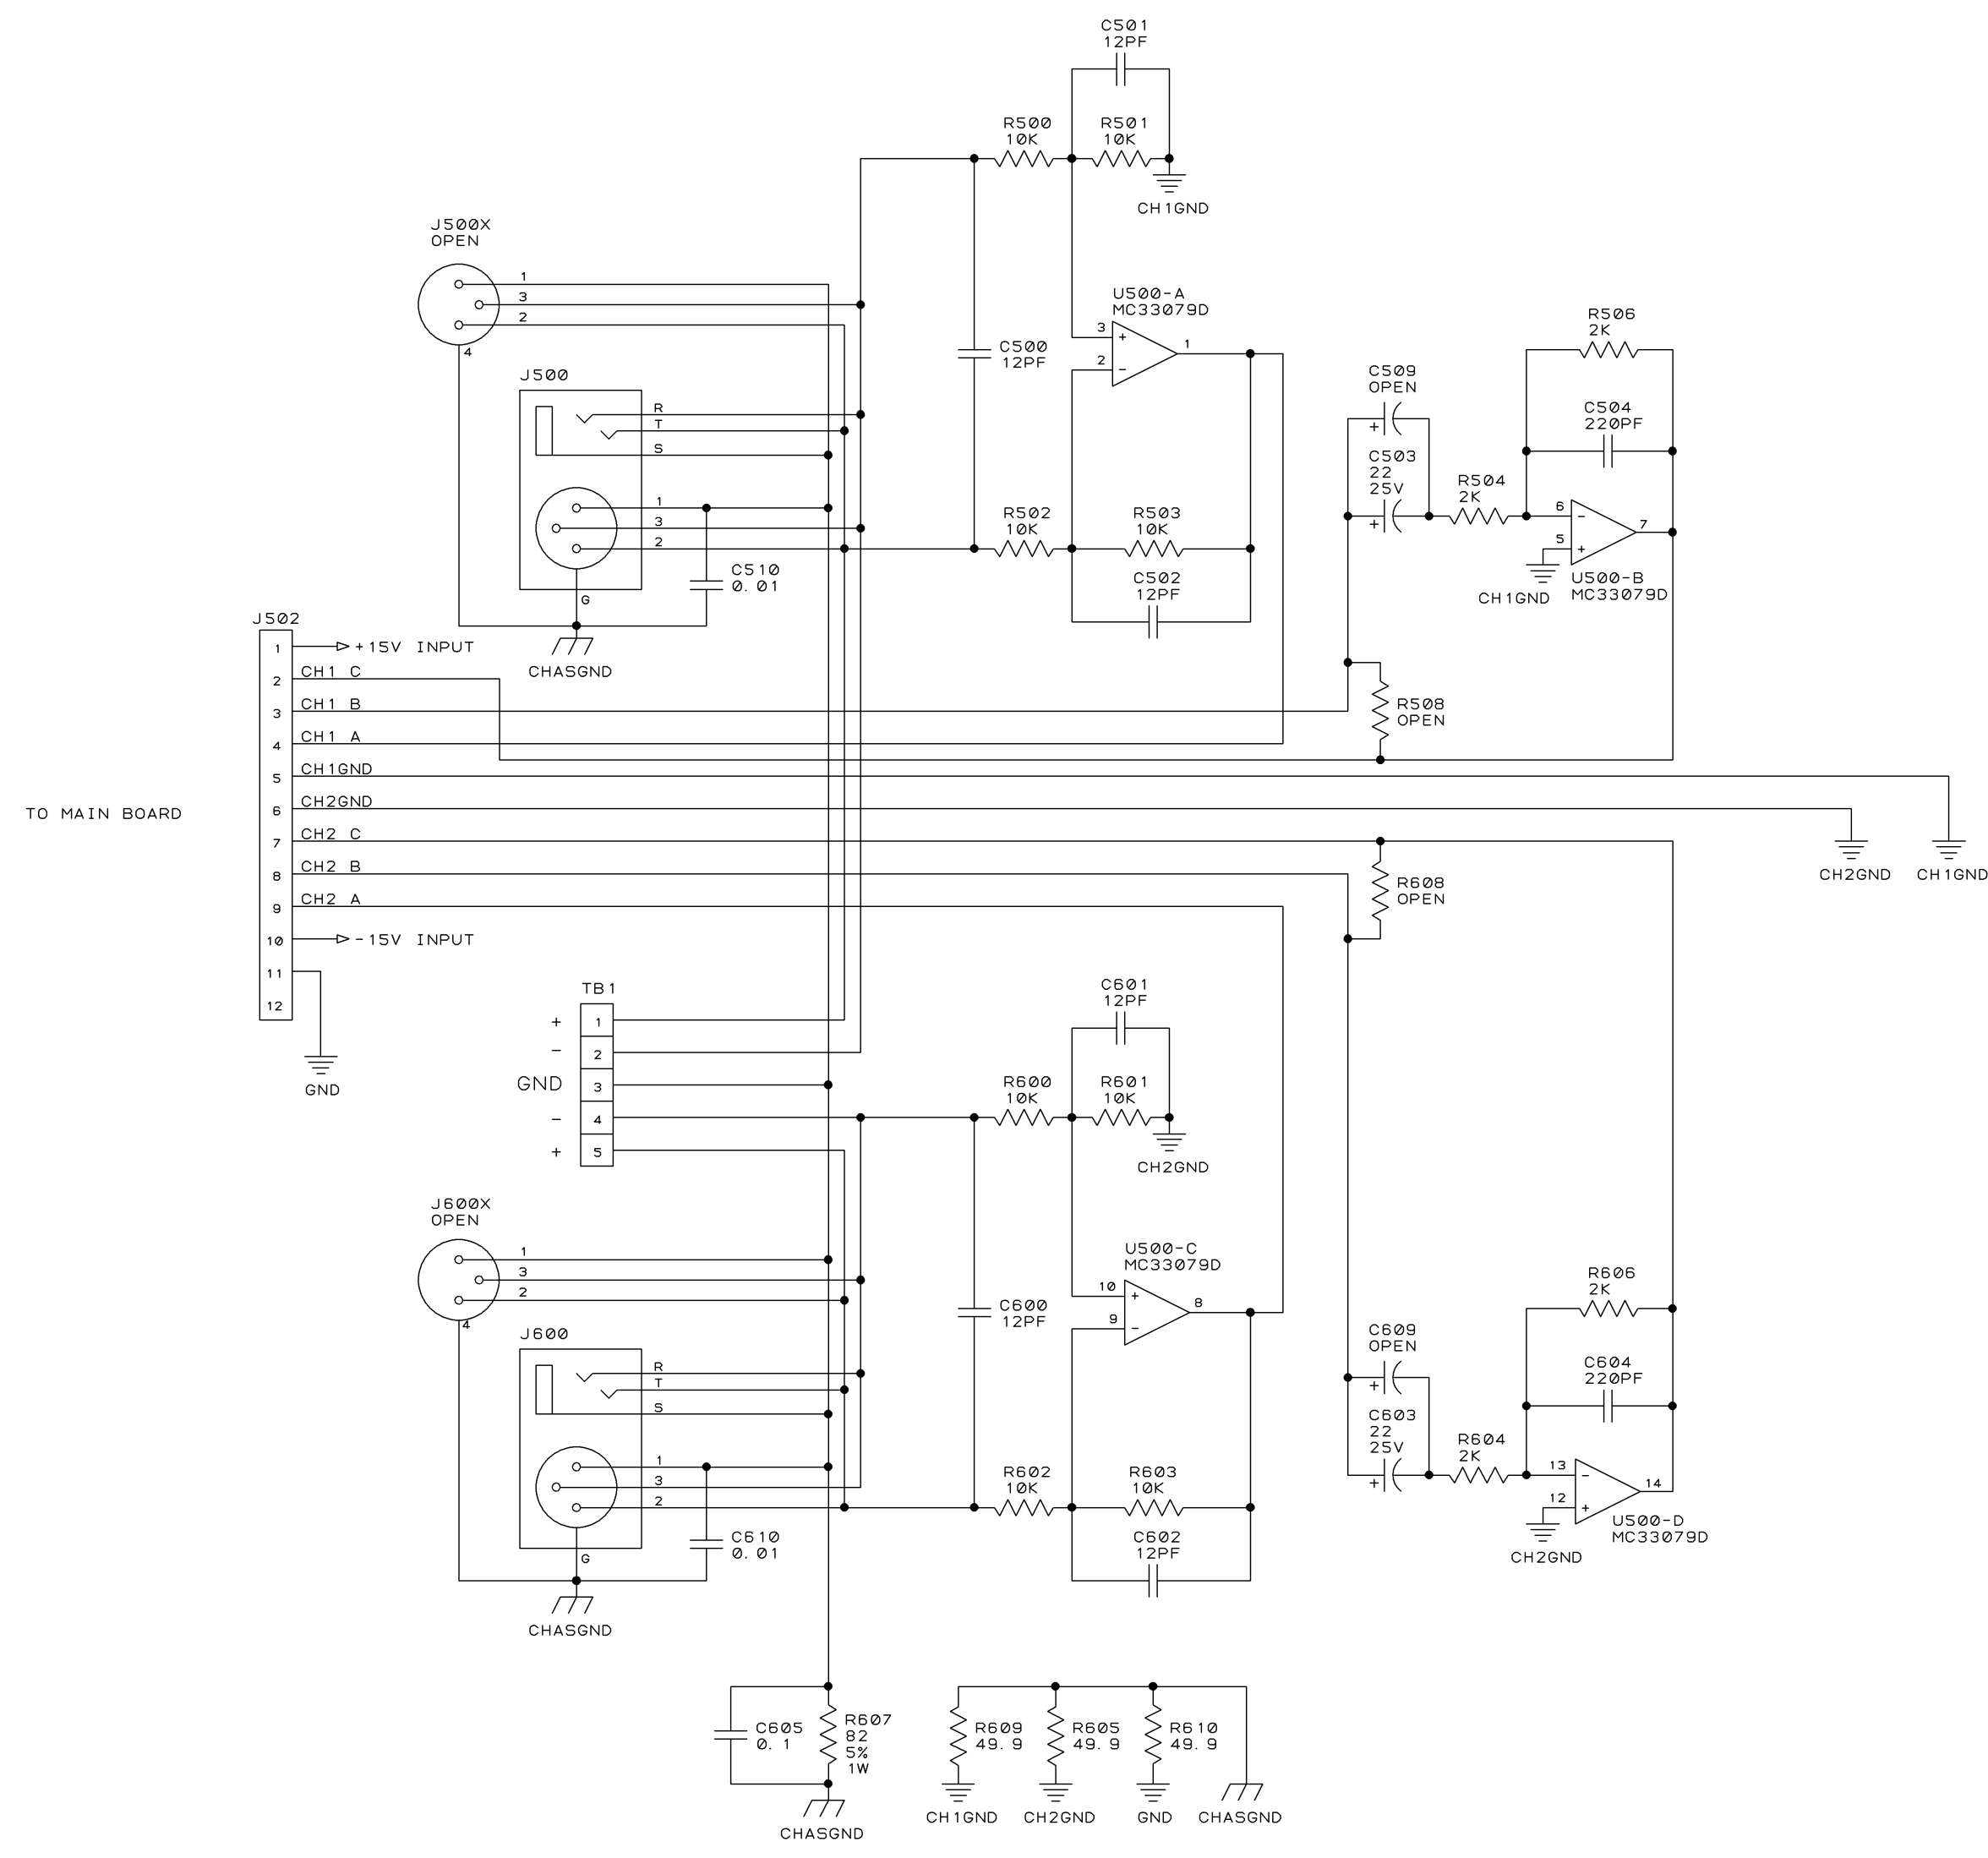 C501
12PF
R500
10K
R501
10K
CH1GND
J500X
OPEN
1
3
2
4
J500
R
T
S
1
3
2
G
C510
0.01
CHASGND
C500
12PF
U500-A
MC33079D
3
+
2
-
1
R502
10K
R503
10K
C502
12PF
R506
2K
C509
OPEN
+
C504
220PF
C503
22
25V
+
R504
2K
6
-
5
+
7
CH1GND
U500-B
MC33079D
R508
OPEN
TO MAIN BOARD
J502
1
+15V INPUT
2
CH1 C
3
CH1 B
4
CH1 A
5
CH1GND
6
CH2GND
7
CH2 C
8
CH2 B
9
CH2 A
10
-15V INPUT
11
12
GND
CH2GND
CH1GND
R608
OPEN
TB1
+
1
-
2
GND
3
-
4
+
5
C601
12PF
R600
10K
R601
10K
CH2GND
J600X
OPEN
1
3
2
4
J600
R
T
S
1
3
2
G
C610
0.01
CHASGND
C600
12PF
U500-C
MC33079D
10
+
9
-
8
R602
10K
R603
10K
C602
12PF
R606
2K
C609
OPEN
+
C604
220PF
C603
22
25V
+
R604
2K
13
-
12
+
14
CH2GND
U500-D
MC33079D
C605
0.1
R607
82
5%
1W
CHASGND
R609
49.9
R605
49.9
R610
49.9
CH1GND
CH2GND
GND
CHASGND